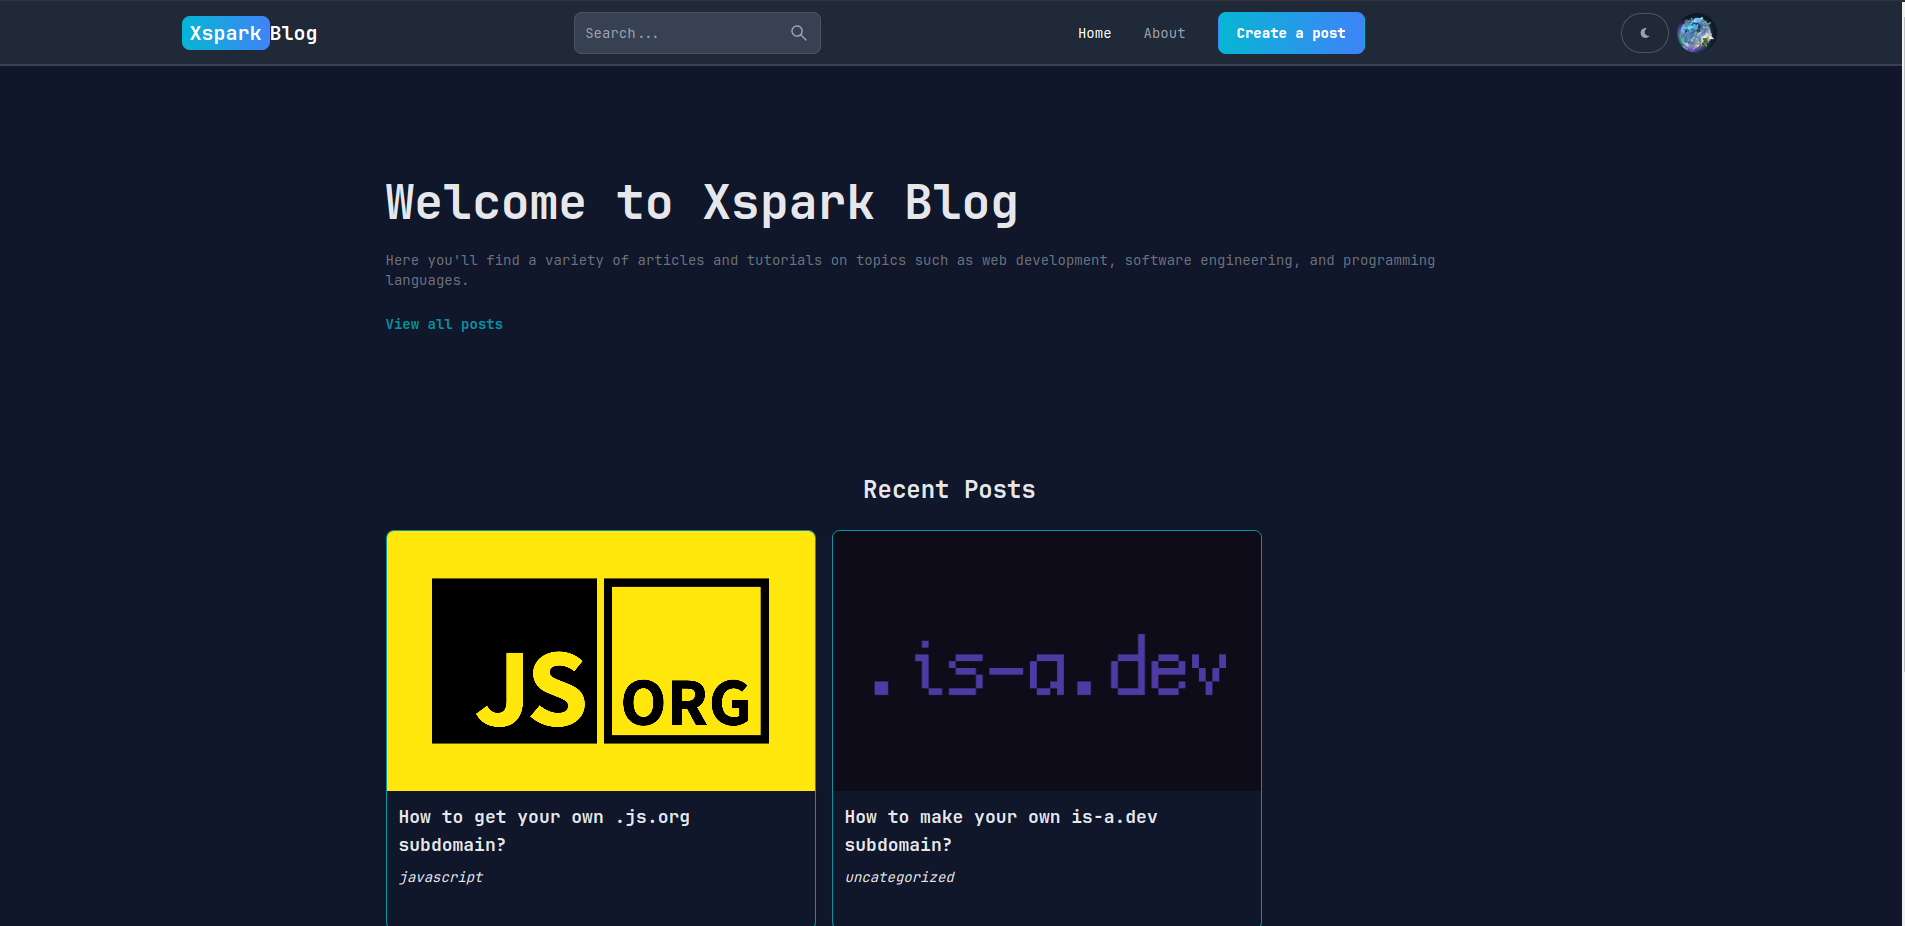 Xspark Blog
Search...
Home
About
Create a post
Welcome to Xspark Blog
Here you'll find a variety of articles and tutorials on topics such as web development, software engineering, and programming
languages.
View all posts
Recent Posts
JS
ORG
.is-a.dev
How to get your own .js.org
subdomain?
javascript
How to make your own is-a.dev
subdomain?
uncategorized